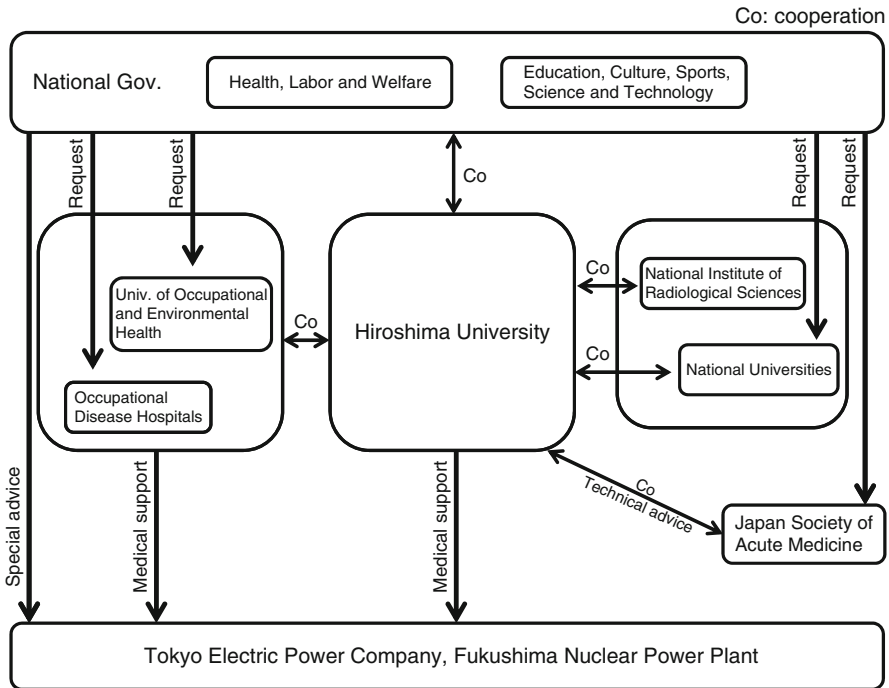 Co: cooperation
National Gov.
Health, Labor and Welfare
Education, Culture, Sports,
Science and Technology
Request
Request
Co
Request
Request
Univ. of Occupational
and Environmental
Health
Occupational
Disease Hospitals
Co
Hiroshima University
Co
National Institute of
Radiological Sciences
Co
National Universities
Special advice
Medical support
Medical support
Co
Technical advice
Japan Society of
Acute Medicine
Tokyo Electric Power Company, Fukushima Nuclear Power Plant